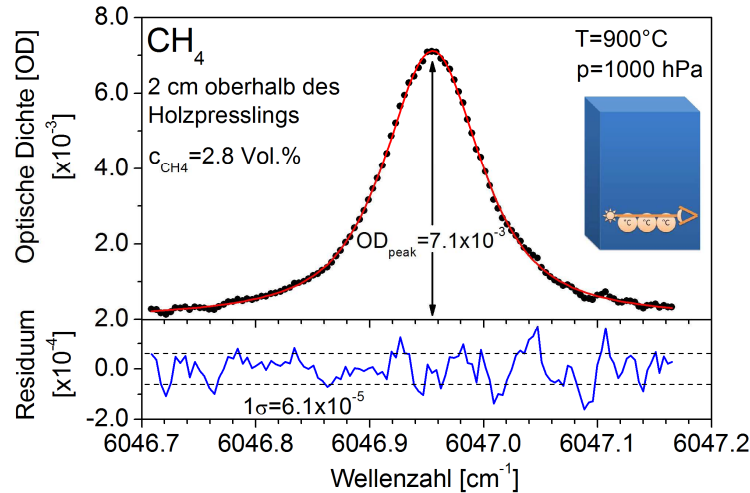 8.0
CH4
T=900°C
p=1000 hPa
2 cm oberhalb des
Holzpresslings
6.0
cCH4=2.8 Vol.%
Optische Dichte [OD]
[x10-3]
4.0
°C °C °C
2.0
ODpeak=7.1x10-3
2.0
2.0
Residuum
[x10-4]
0.0
1σ=6.1x10-5
-2.0
6046.7 6046.8 6046.9 6047.0 6047.1 6047.2
Wellenzahl [cm-1]